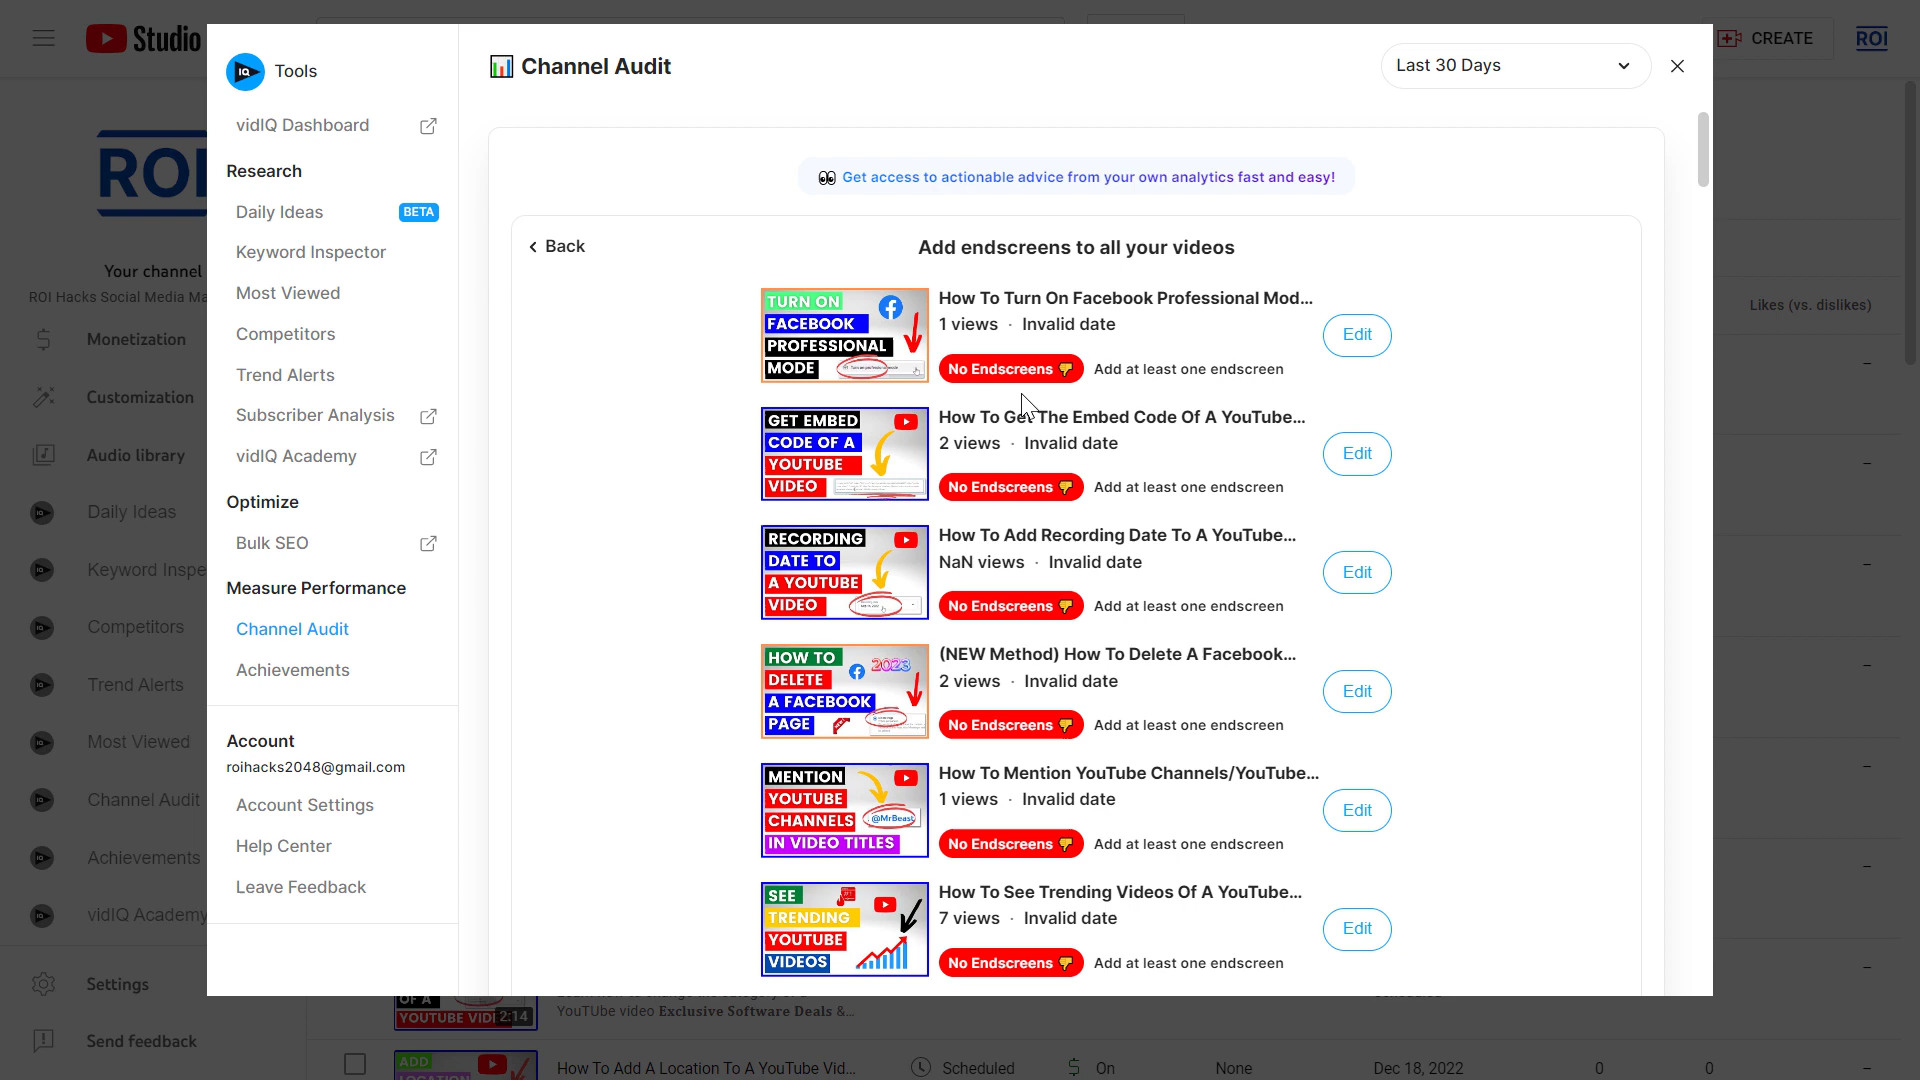 Studio
CREATE
ROI
ROI
Your channel
ROI Hacks Social Media Ma
Monetization
Customization
Audio library
Daily Ideas
Keyword Inspe
Competitors
Trend Alerts
Most Viewed
Channel Audit
Achievements
vidIQ Academy
Settings
Send feedback
IQ Tools
vidIQ Dashboard
Research
Daily Ideas BETA
Keyword Inspector
Most Viewed
Competitors
Trend Alerts
Subscriber Analysis
vidIQ Academy
Optimize
Bulk SEO
Measure Performance
Channel Audit
Achievements
Account
roihacks2048@gmail.com
Account Settings
Help Center
Leave Feedback
Channel Audit
Last 30 Days
Get access to actionable advice from your own analytics fast and easy!
Back
Add endscreens to all your videos
TURN ON
FACEBOOK
PROFESSIONAL
MODE
How To Turn On Facebook Professional Mod...
1 views · Invalid date
No Endscreens Add at least one endscreen
Edit
GET EMBED
CODE OF A
YOUTUBE
VIDEO
How To Get The Embed Code Of A YouTube...
2 views · Invalid date
No Endscreens Add at least one endscreen
Edit
RECORDING
DATE TO
A YOUTUBE
VIDEO
How To Add Recording Date To A YouTube...
NaN views · Invalid date
No Endscreens Add at least one endscreen
Edit
HOW TO
2023
DELETE
A FACEBOOK
PAGE
(NEW Method) How To Delete A Facebook...
2 views · Invalid date
No Endscreens Add at least one endscreen
Edit
MENTION
YOUTUBE
CHANNELS
@MrBeast
IN VIDEO TITLES
How To Mention YouTube Channels/YouTube...
1 views · Invalid date
No Endscreens Add at least one endscreen
Edit
SEE
TRENDING
YOUTUBE
VIDEOS
How To See Trending Videos Of A YouTube...
7 views · Invalid date
No Endscreens Add at least one endscreen
Edit
Likes (vs. dislikes)
–
–
–
–
–
–
–
OF A
YOUTUBE VIDE
2:14
YouTUbe video Exclusive Software Deals &...
ADD
How To Add A Location To A YouTube Vid...
Scheduled
On
None
Dec 18, 2022
0
0
–